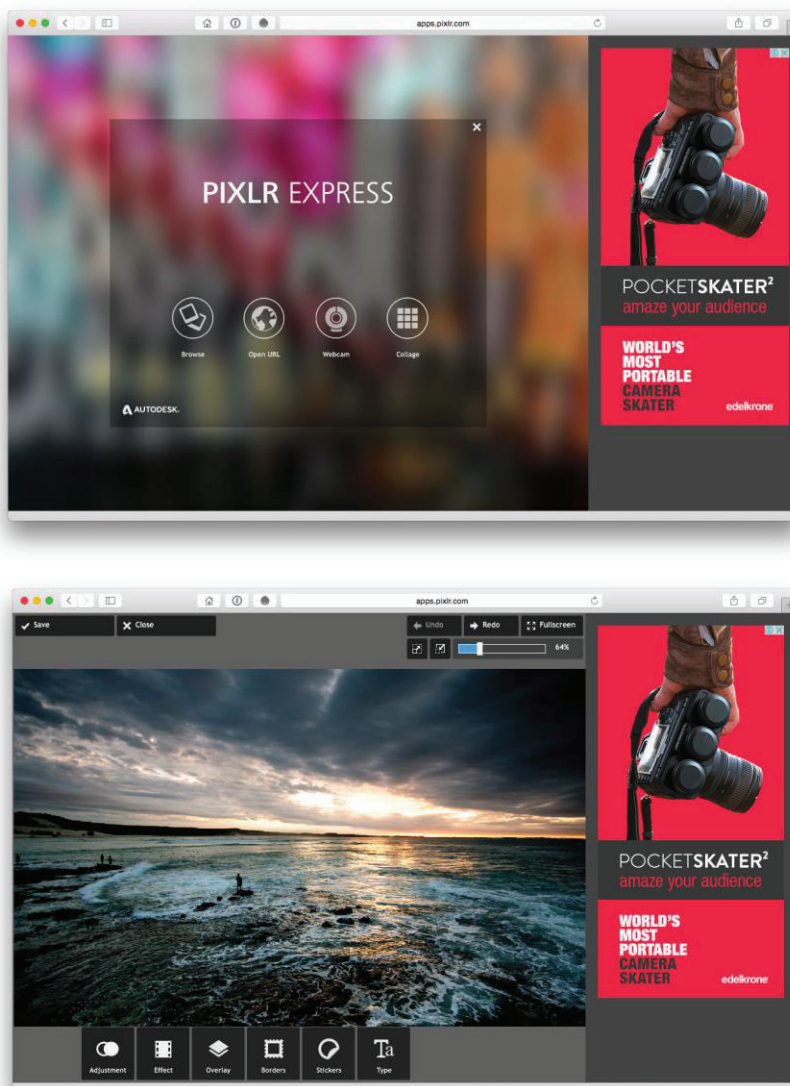 apps.pixlr.com
PIXLR EXPRESS
Browse
Open URL
Webcam
Collage
AUTODESK.
POCKETSKATER²
amaze your audience
WORLD'S
MOST
PORTABLE
CAMERA
SKATER
edelkrone
apps.pixlr.com
Save
Close
Undo
Redo
Fullscreen
64%
Adjustment
Effect
Overlay
Borders
Stickers
Ta
Type
POCKETSKATER²
amaze your audience
WORLD'S
MOST
PORTABLE
CAMERA
SKATER
edelkrone